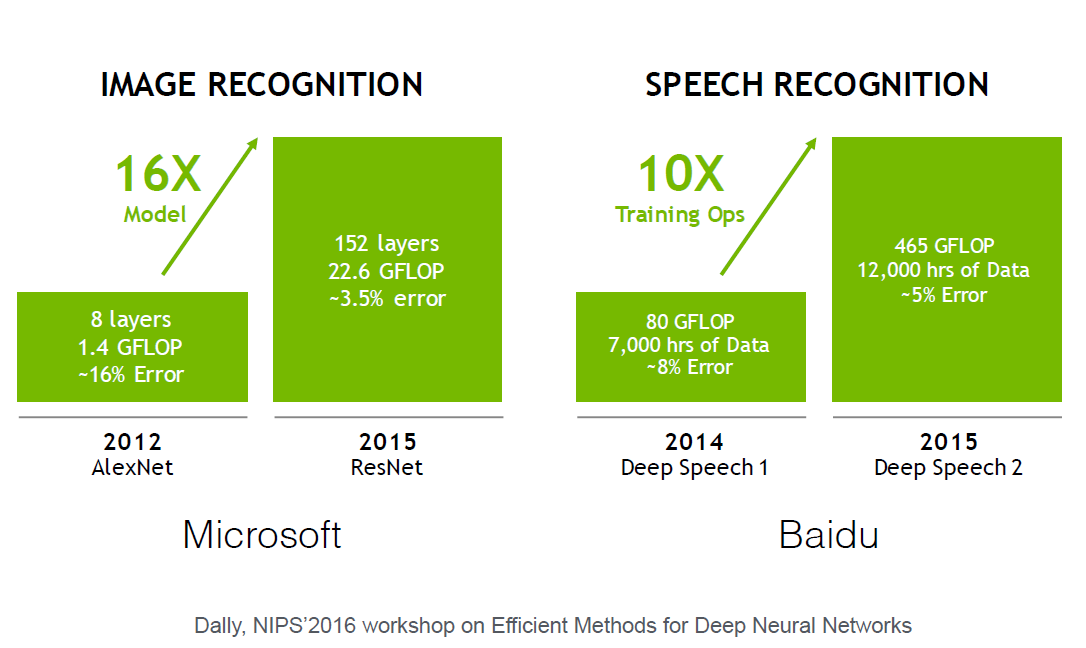 IMAGE RECOGNITION
16X
Model
8 layers
1.4 GFLOP
~16% Error
152 layers
22.6 GFLOP
~3.5% error
2012
AlexNet
2015
ResNet
Microsoft
SPEECH RECOGNITION
10X
Training Ops
80 GFLOP
7,000 hrs of Data
~8% Error
465 GFLOP
12,000 hrs of Data
~5% Error
2014
Deep Speech 1
2015
Deep Speech 2
Baidu
Dally, NIPS’2016 workshop on Efficient Methods for Deep Neural Networks